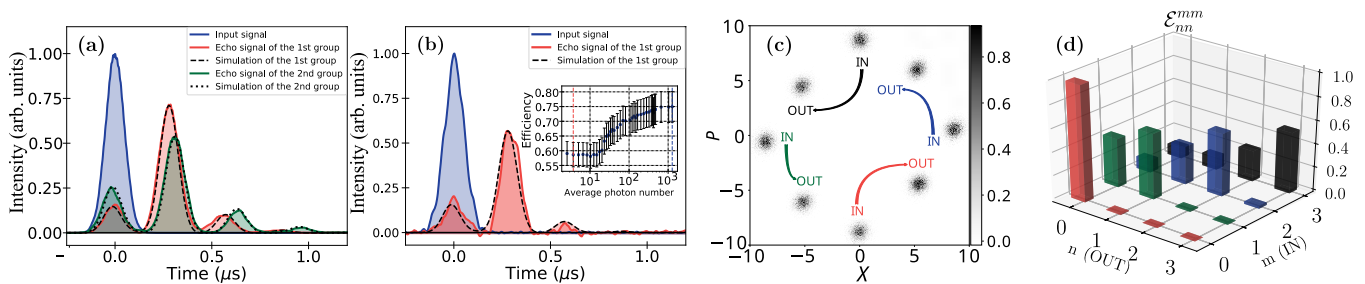 (a)
Input signal
Echo signal of the 1st group
Simulation of the 1st group
Echo signal of the 2nd group
Simulation of the 2nd group
Intensity (arb. units)
1.00
0.75
0.50
0.25
0.00
−
0.0
0.5
1.0
Time (μs)
(b)
Input signal
Echo signal of the 1st group
Simulation of the 1st group
Intensity (arb. units)
1.00
0.75
0.50
0.25
0.00
0.0
0.5
1.0
Time (μs)
Efficiency
0.80
0.75
0.70
0.65
0.60
0.55
10¹
10²
10³
Average photon number
(c)
P
10
5
0
−5
−10
−10
−5
0
5
10
X
IN
OUT
OUT
IN
IN
OUT
OUT
IN
0.8
0.6
0.4
0.2
0.0
(d)
ℰₙₙᵐᵐ
1.0
0.8
0.6
0.4
0.2
0.0
0
1
2
3
n (OUT)
0
1
2
3
m (IN)